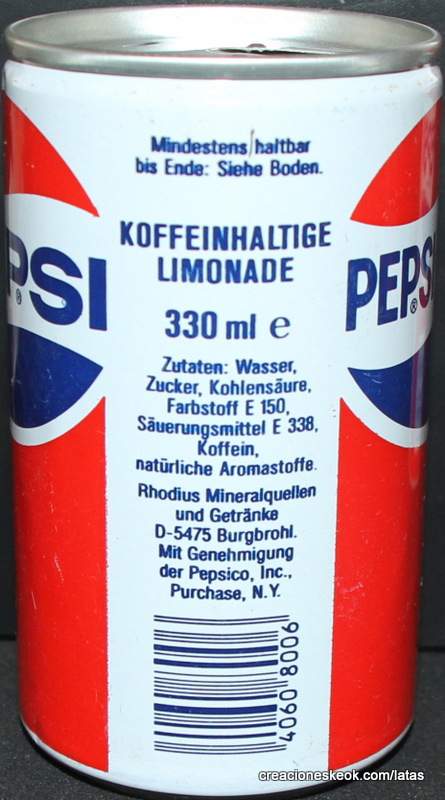 Mindestens haltbar
bis Ende: Siehe Boden.
KOFFEINHALTIGE
LIMONADE
330 ml e
PSI ®
PEPS ®
Zutaten: Wasser,
Zucker, Kohlensäure,
Farbstoff E 150,
Säuerungsmittel E 338,
Koffein,
natürliche Aromastoffe.
Rhodius Mineralquellen
und Getränke
D-5475 Burgbrohl.
Mit Genehmigung
der Pepsico, Inc.,
Purchase, N.Y.
4060 8006
creacioneskeok.com/latas